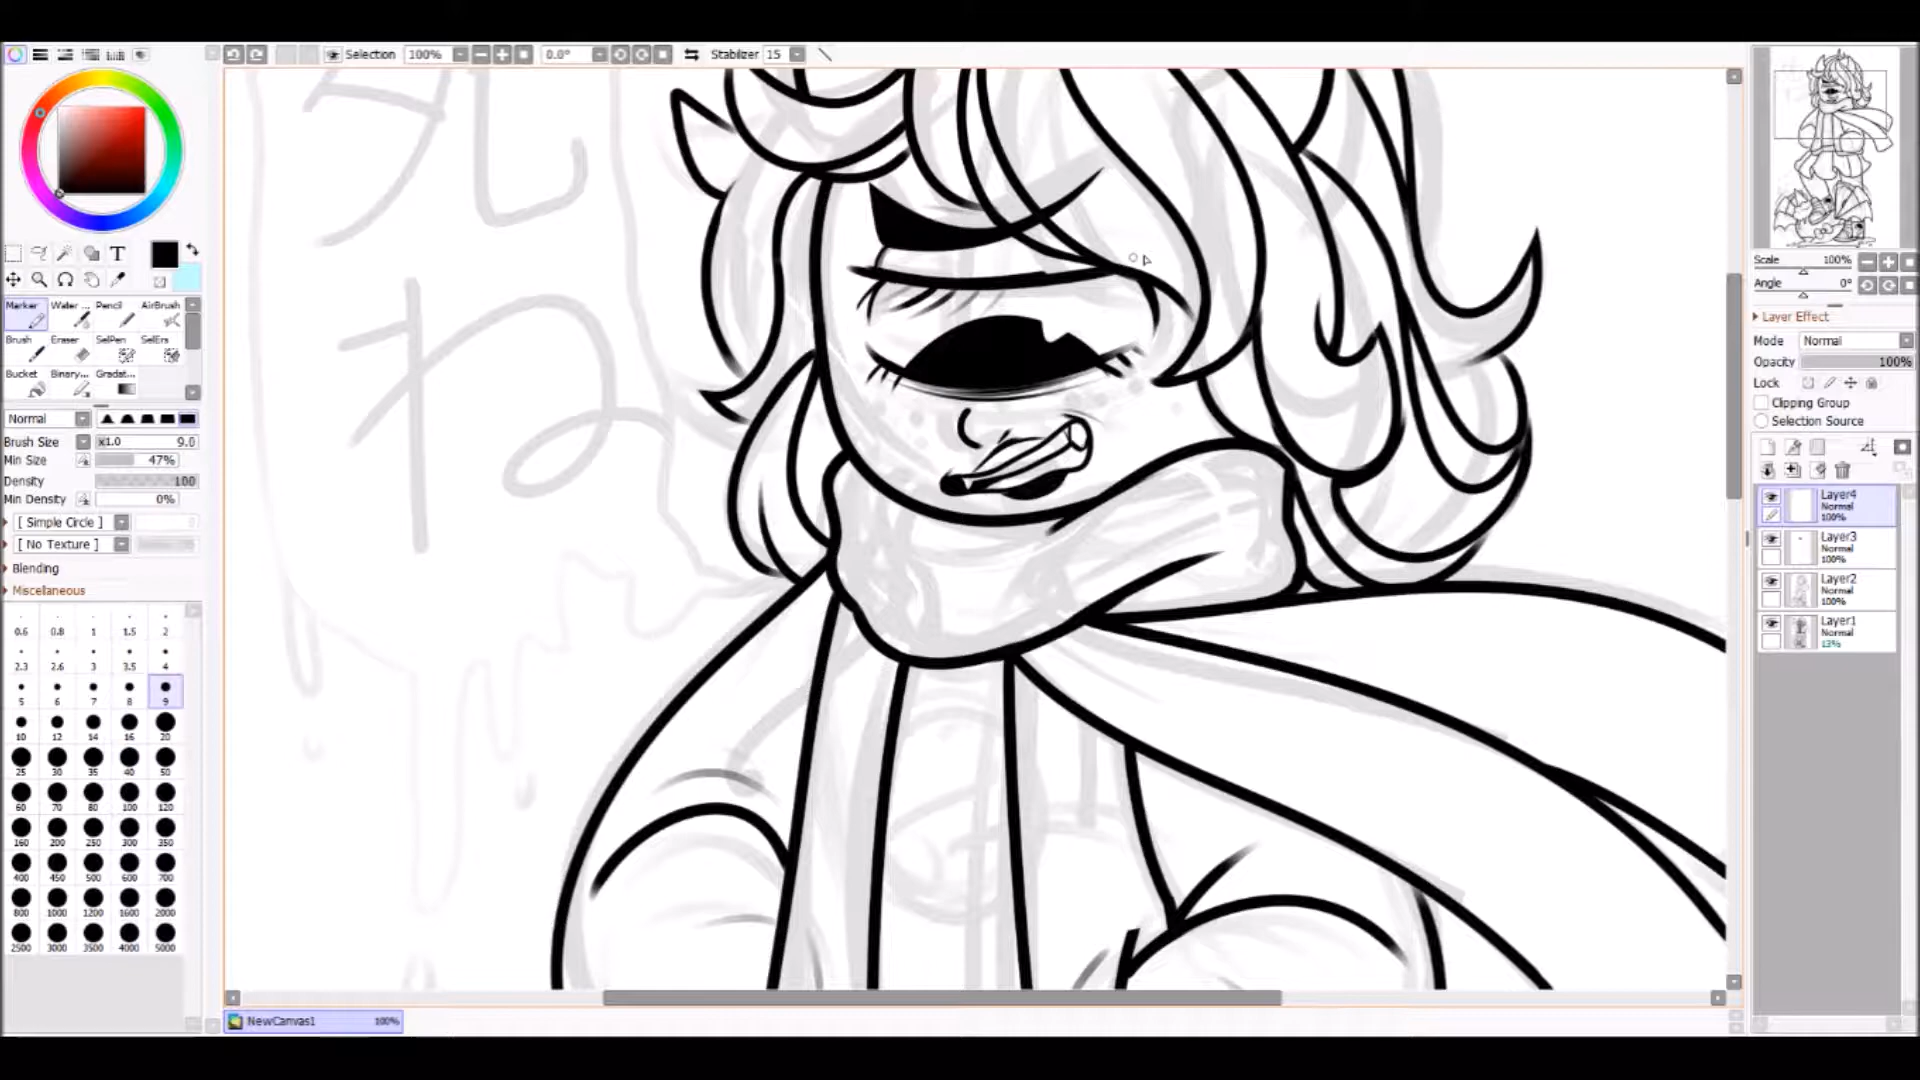 Selection 100% 0.0° Stabilizer 15
Scale 100%
Angle 0°
Layer Effect
Mode Normal
Opacity 100%
Lock
Clipping Group
Selection Source
Layer4
Normal
100%
Layer3
Normal
100%
Layer2
Normal
100%
Layer1
Normal
13%
T
Marker Water ... Pencil AirBrush
Brush Eraser SelPen SelErs
Bucket Binary... Gradat...
Normal
Brush Size x1.0 9.0
Min Size 47%
Density 100
Min Density 0%
[ Simple Circle ]
[ No Texture ]
Blending
Miscellaneous
0.6 0.8 1 1.5 2
2.3 2.6 3 3.5 4
5 6 7 8 9
10 12 14 16 20
25 30 35 40 50
60 70 80 100 120
160 200 250 300 350
400 450 500 600 700
800 1000 1200 1600 2000
2500 3000 3500 4000 5000
ね
NewCanvas1 100%